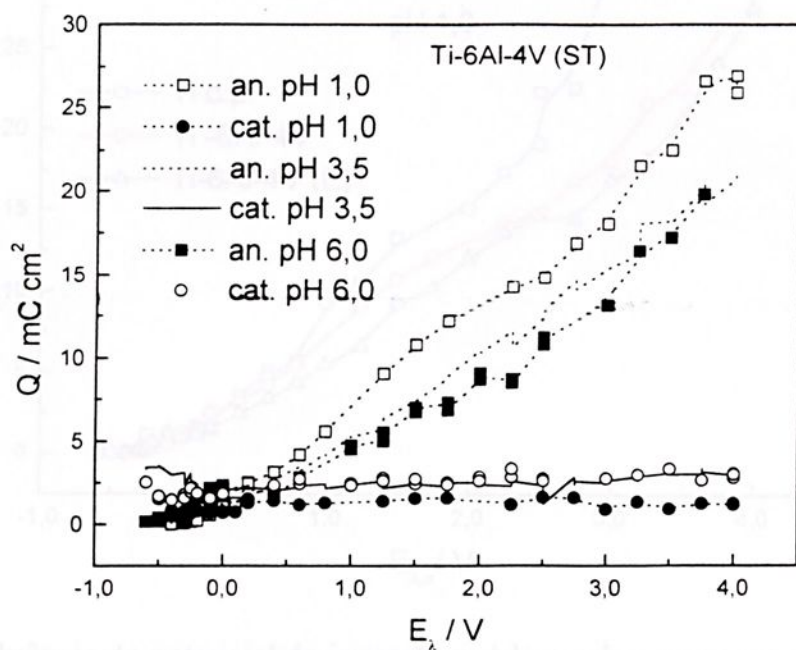 30
Ti-6Al-4V (ST)
an. pH 1,0
25
cat. pH 1,0
an. pH 3,5
20
cat. pH 3,5
an. pH 6,0
15
cat. pH 6,0
10
5
0
Q / mC cm²
-1,0 0,0 1,0 2,0 3,0 4,0
E_λ / V